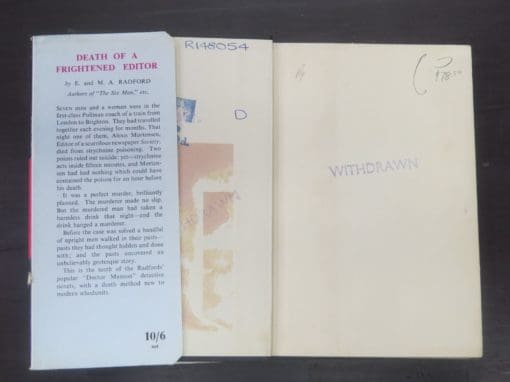 DEATH OF A
FRIGHTENED EDITOR
by E. and M. A. RADFORD
Authors of "The Six Men," etc.
SEVEN men and a woman were in the
first-class Pullman coach of a train from
London to Brighton. They had travelled
together each evening for months. That
night one of them, Alexis Mortensen,
Editor of a scurrilous newspaper Society,
died from strychnine poisoning. Two
points ruled out suicide: yet—strychnine
acts inside fifteen minutes, and Morten-
sen had had nothing which could have
contained the poison for an hour before
his death.
It was a perfect murder, brilliantly
planned. The murderer made no slip.
But the murdered man had taken a
harmless drink that night—and the
drink hanged a murderer.
Before the case was solved a handful
of upright men walked in their pasts—
pasts they had thought hidden and done
with; and the pasts uncovered an
unbelievably grotesque story.
This is the tenth of the Radfords'
popular "Doctor Manson" detective
novels, with a death method new to
modern whodunits.
10/6
net
R148054
D
WITHDRAWN